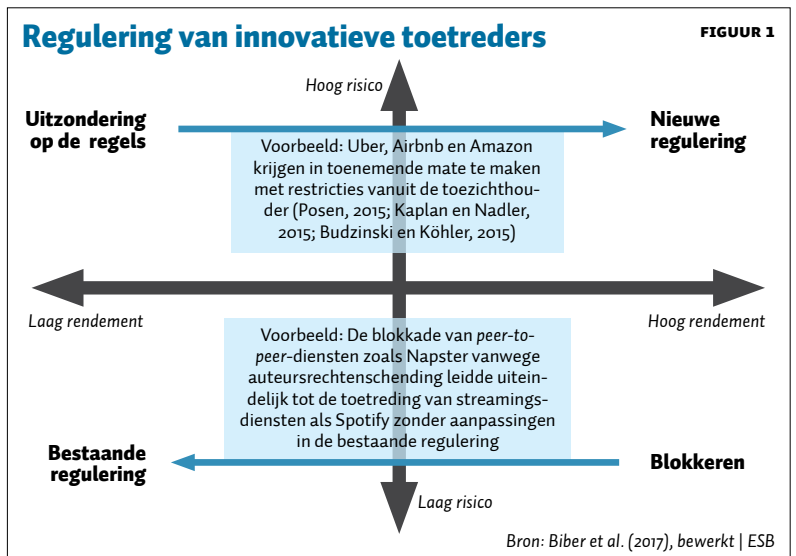 Regulering van innovatieve toetreders
FIGUUR 1
Hoog risico
Uitzondering
op de regels
Nieuwe
regulering
Voorbeeld: Uber, Airbnb en Amazon
krijgen in toenemende mate te maken
met restricties vanuit de toezichthou-
der (Posen, 2015; Kaplan en Nadler,
2015; Budzinski en Köhler, 2015)
Laag rendement
Hoog rendement
Voorbeeld: De blokkade van peer-to-
peer-diensten zoals Napster vanwege
auteursrechtenschending leidde uitein-
delijk tot de toetreding van streamings-
diensten als Spotify zonder aanpassingen
in de bestaande regulering
Bestaande
regulering
Blokkeren
Laag risico
Bron: Biber et al. (2017), bewerkt | ESB